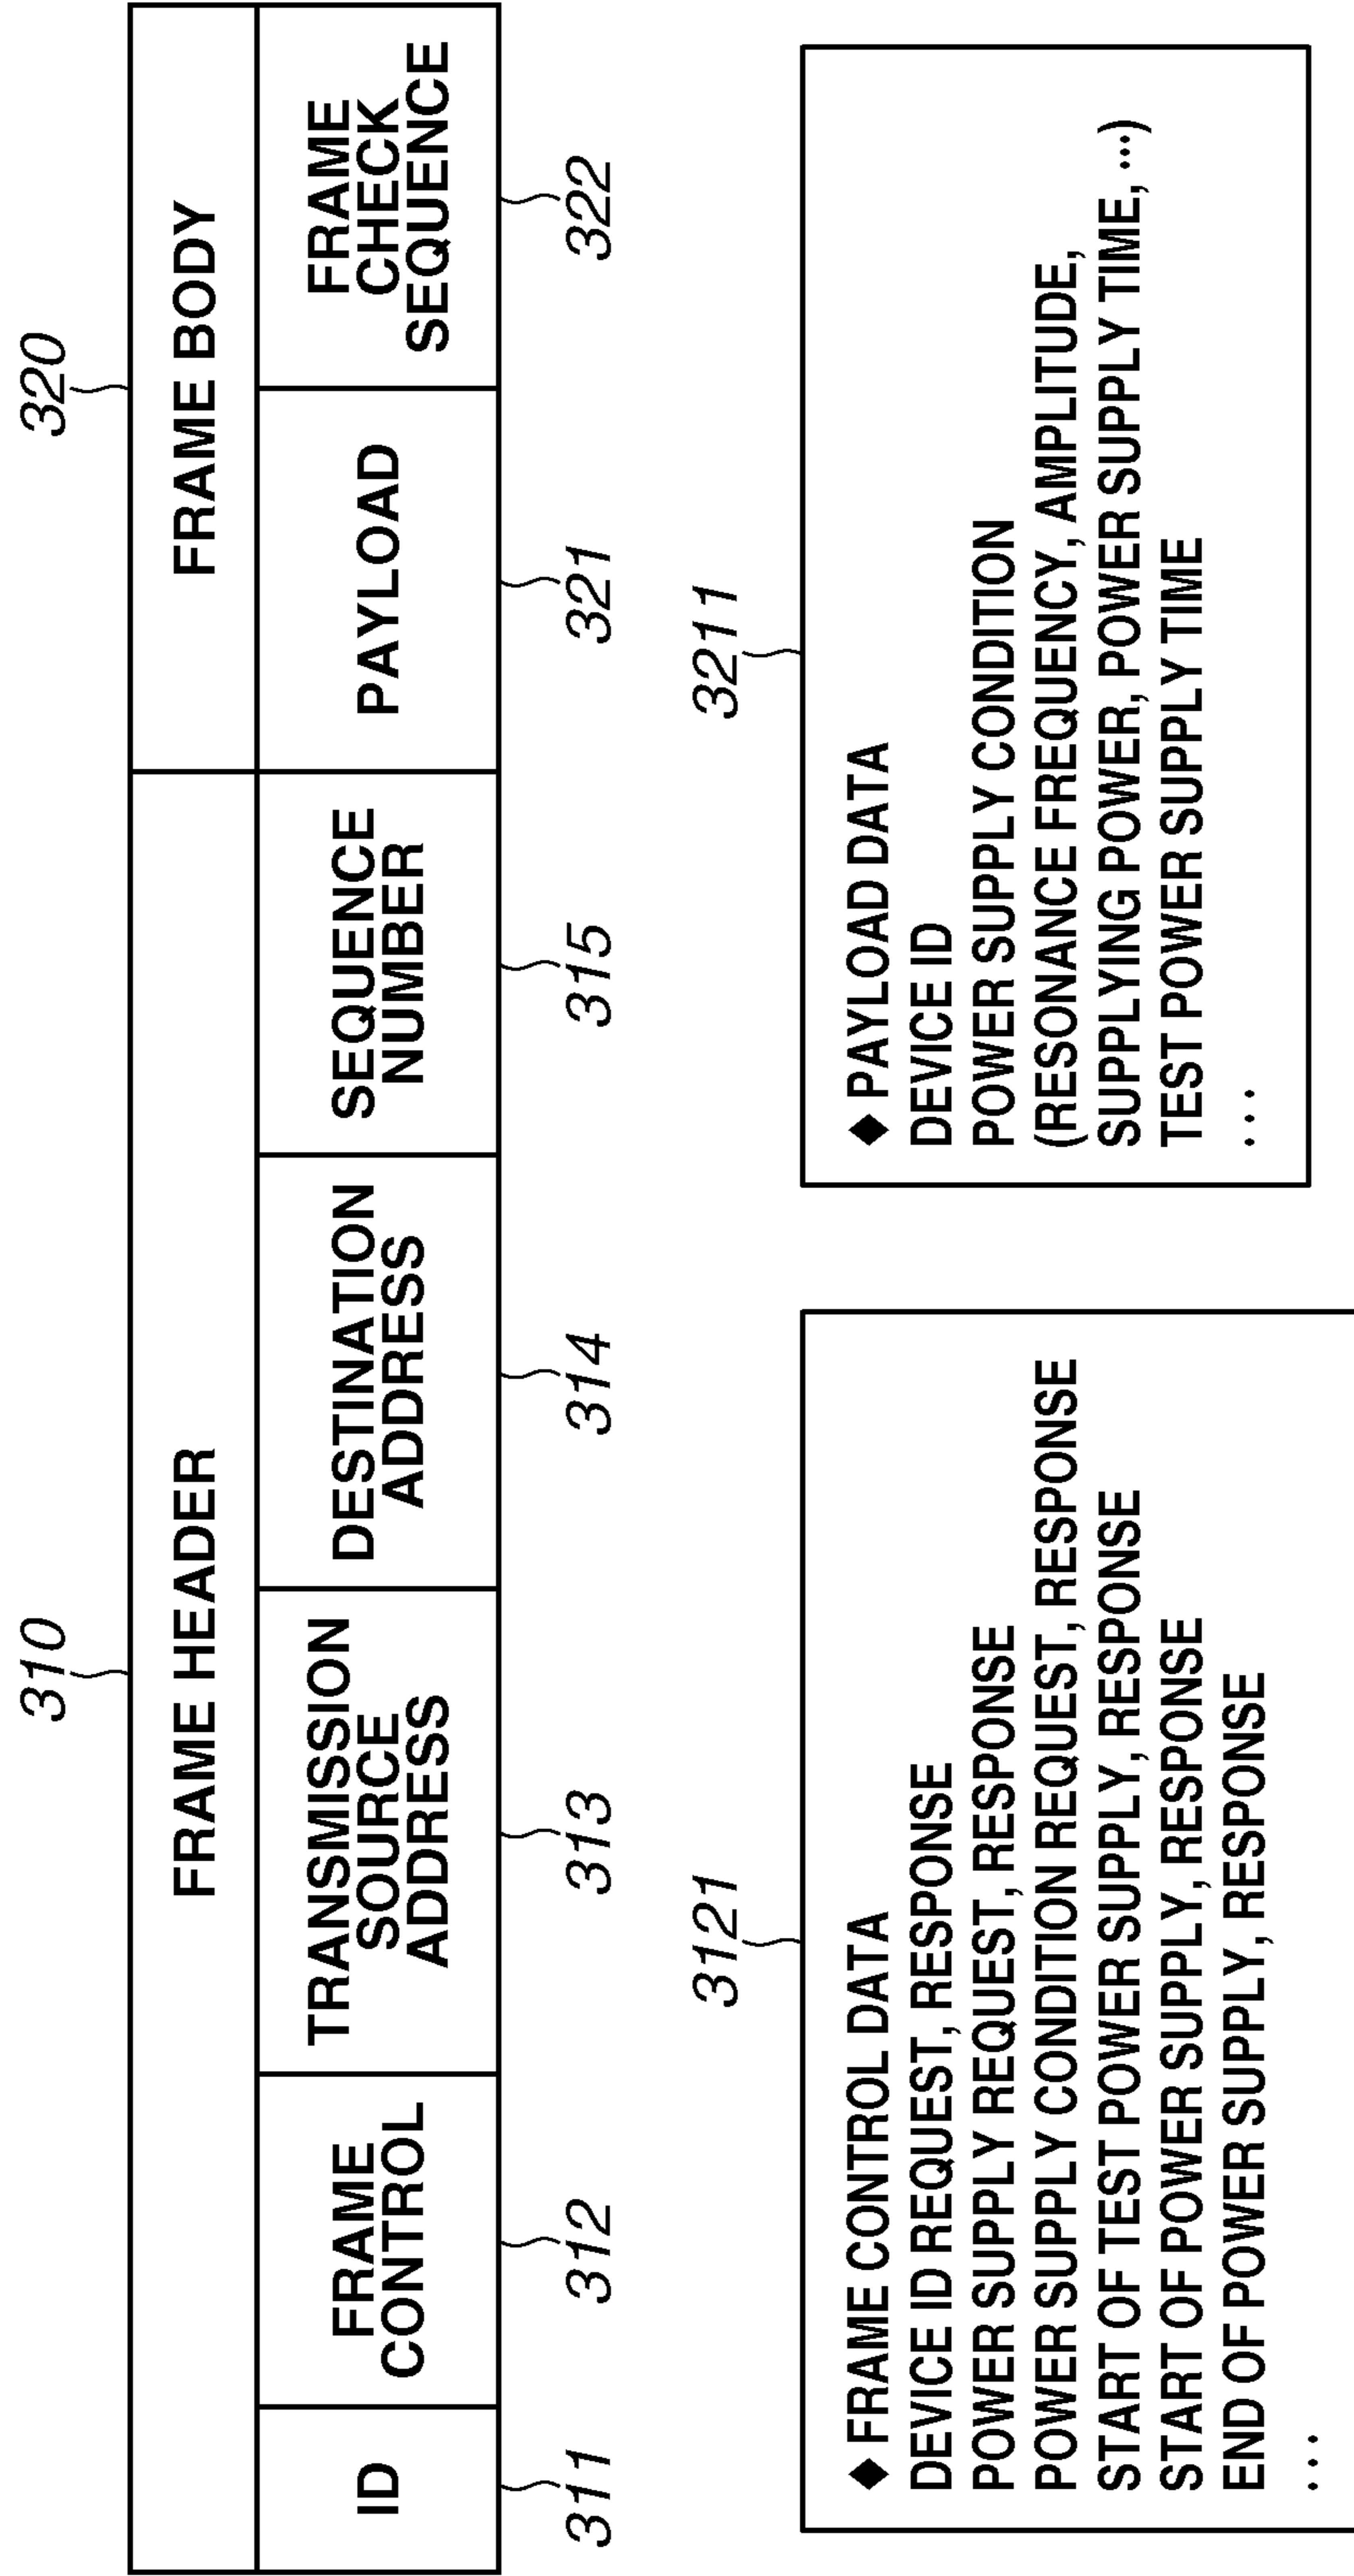 310
320
FRAME HEADER
FRAME BODY
ID
FRAME
CONTROL
TRANSMISSION
SOURCE
ADDRESS
DESTINATION
ADDRESS
SEQUENCE
NUMBER
PAYLOAD
FRAME
CHECK
SEQUENCE
311
312
313
314
315
321
322
3121
◆ FRAME CONTROL DATA
DEVICE ID REQUEST, RESPONSE
POWER SUPPLY REQUEST, RESPONSE
POWER SUPPLY CONDITION REQUEST, RESPONSE
START OF TEST POWER SUPPLY, RESPONSE
START OF POWER SUPPLY, RESPONSE
END OF POWER SUPPLY, RESPONSE
...
3211
◆ PAYLOAD DATA
DEVICE ID
POWER SUPPLY CONDITION
(RESONANCE FREQUENCY, AMPLITUDE,
SUPPLYING POWER, POWER SUPPLY TIME, ...)
TEST POWER SUPPLY TIME
...